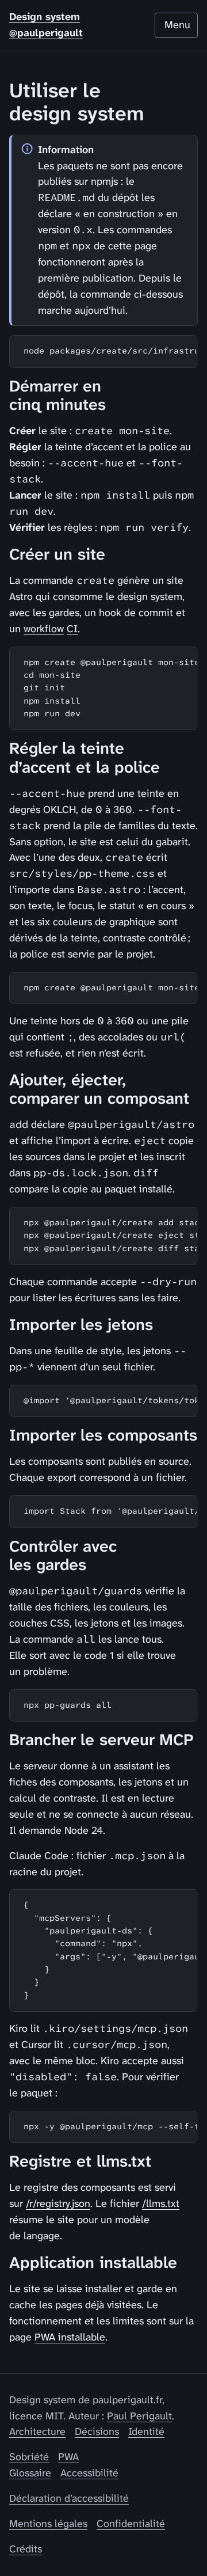 Design system
@paulperigault
Menu
Utiliser le
design system
Information
Les paquets ne sont pas encore
publiés sur npmjs : le
README.md du dépôt les
déclare « en construction » en
version 0.x. Les commandes
npm et npx de cette page
fonctionneront après la
première publication. Depuis le
dépôt, la commande ci-dessous
marche aujourd'hui.
node packages/create/src/infrastru
Démarrer en
cinq minutes
Créer le site : create mon-site.
Régler la teinte d'accent et la police au
besoin : --accent-hue et --font-
stack.
Lancer le site : npm install puis npm
run dev.
Vérifier les règles : npm run verify.
Créer un site
La commande create génère un site
Astro qui consomme le design system,
avec les gardes, un hook de commit et
un workflow CI.
npm create @paulperigault mon-site
cd mon-site
git init
npm install
npm run dev
Régler la teinte
d'accent et la police
--accent-hue prend une teinte en
degrés OKLCH, de 0 à 360. --font-
stack prend la pile de familles du texte.
Sans option, le site est celui du gabarit.
Avec l'une des deux, create écrit
src/styles/pp-theme.css et
l'importe dans Base.astro : l'accent,
son texte, le focus, le statut « en cours »
et les six couleurs de graphique sont
dérivés de la teinte, contraste contrôlé ;
la police est servie par le projet.
npm create @paulperigault mon-site
Une teinte hors de 0 à 360 ou une pile
qui contient ;, des accolades ou url(
est refusée, et rien n'est écrit.
Ajouter, éjecter,
comparer un composant
add déclare @paulperigault/astro
et affiche l'import à écrire. eject copie
les sources dans le projet et les inscrit
dans pp-ds.lock.json. diff
compare la copie au paquet installé.
npx @paulperigault/create add stac
npx @paulperigault/create eject st
npx @paulperigault/create diff sta
Chaque commande accepte --dry-run
pour lister les écritures sans les faire.
Importer les jetons
Dans une feuille de style, les jetons --
pp-* viennent d'un seul fichier.
@import '@paulperigault/tokens/tok
Importer les composants
Les composants sont publiés en source.
Chaque export correspond à un fichier.
import Stack from '@paulperigault/
Contrôler avec
les gardes
@paulperigault/guards vérifie la
taille des fichiers, les couleurs, les
couches CSS, les jetons et les images.
La commande all les lance tous.
Elle sort avec le code 1 si elle trouve
un problème.
npx pp-guards all
Brancher le serveur MCP
Le serveur donne à un assistant les
fiches des composants, les jetons et un
calcul de contraste. Il est en lecture
seule et ne se connecte à aucun réseau.
Il demande Node 24.
Claude Code : fichier .mcp.json à la
racine du projet.
{
"mcpServers": {
"paulperigault-ds": {
"command": "npx",
"args": ["-y", "@paulperigau
}
}
}
Kiro lit .kiro/settings/mcp.json
et Cursor lit .cursor/mcp.json,
avec le même bloc. Kiro accepte aussi
"disabled": false. Pour vérifier
le paquet :
npx -y @paulperigault/mcp --self-t
Registre et llms.txt
Le registre des composants est servi
sur /r/registry.json. Le fichier /llms.txt
résume le site pour un modèle
de langage.
Application installable
Le site se laisse installer et garde en
cache les pages déjà visitées. Le
fonctionnement et les limites sont sur la
page PWA installable.
Design system de paulperigault.fr,
licence MIT. Auteur : Paul Perigault.
Architecture Décisions Identité
Sobriété PWA
Glossaire Accessibilité
Déclaration d'accessibilité
Mentions légales Confidentialité
Crédits